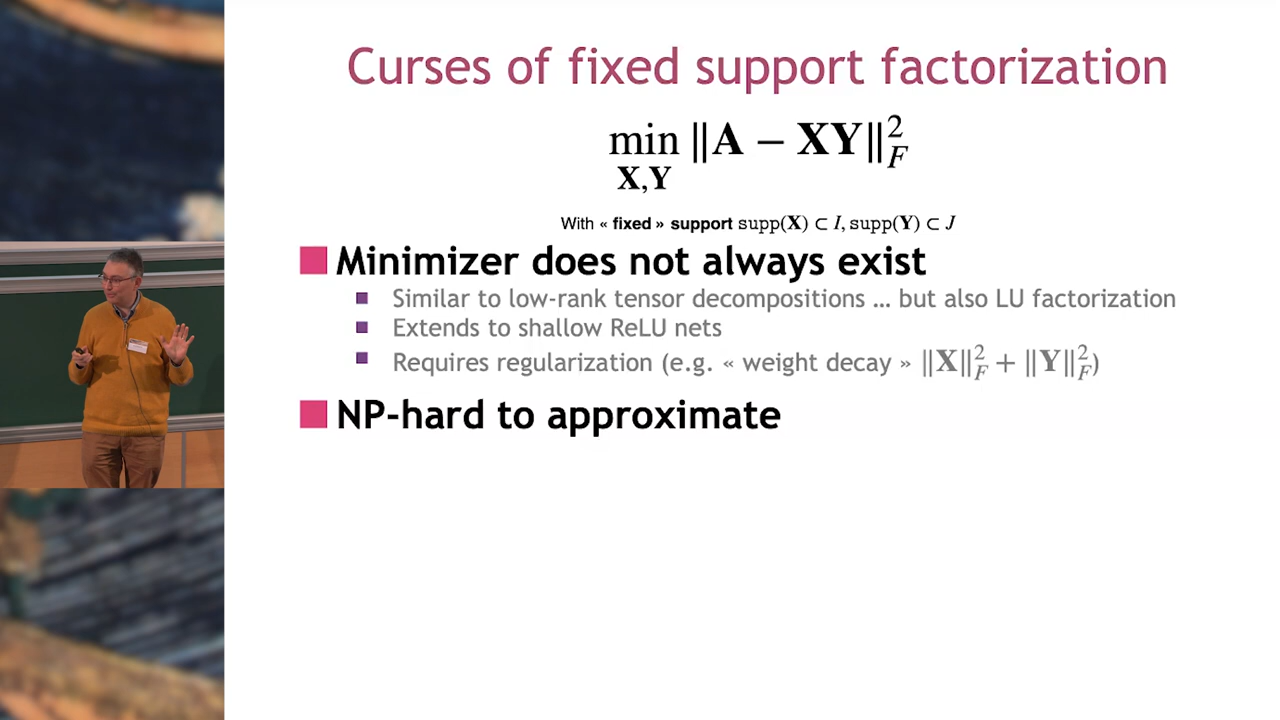 Curses of fixed support factorization
min ‖A − XY‖²_F
X,Y
With « fixed » support supp(X) ⊂ I, supp(Y) ⊂ J
Minimizer does not always exist
Similar to low-rank tensor decompositions … but also LU factorization
Extends to shallow ReLU nets
Requires regularization (e.g. « weight decay » ‖X‖²_F + ‖Y‖²_F)
NP-hard to approximate